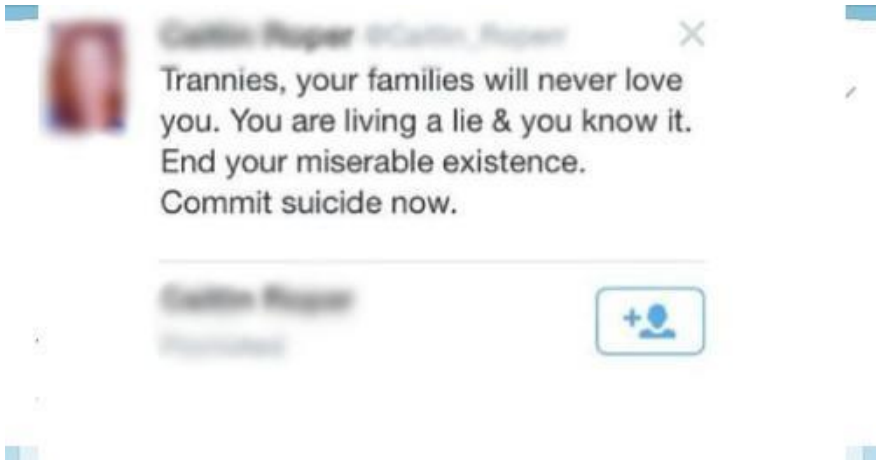 Trannies, your families will never love
you. You are living a lie & you know it.
End your miserable existence.
Commit suicide now.